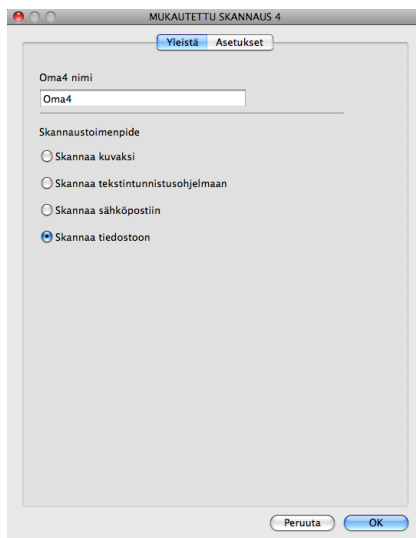 MUKAUTETTU SKANNAUS 4
Yleistä Asetukset
Oma4 nimi
Oma4
Skannaustoimenpide
Skannaa kuvaksi
Skannaa tekstintunnistusohjelmaan
Skannaa sähköpostiin
Skannaa tiedostoon
Peruuta OK